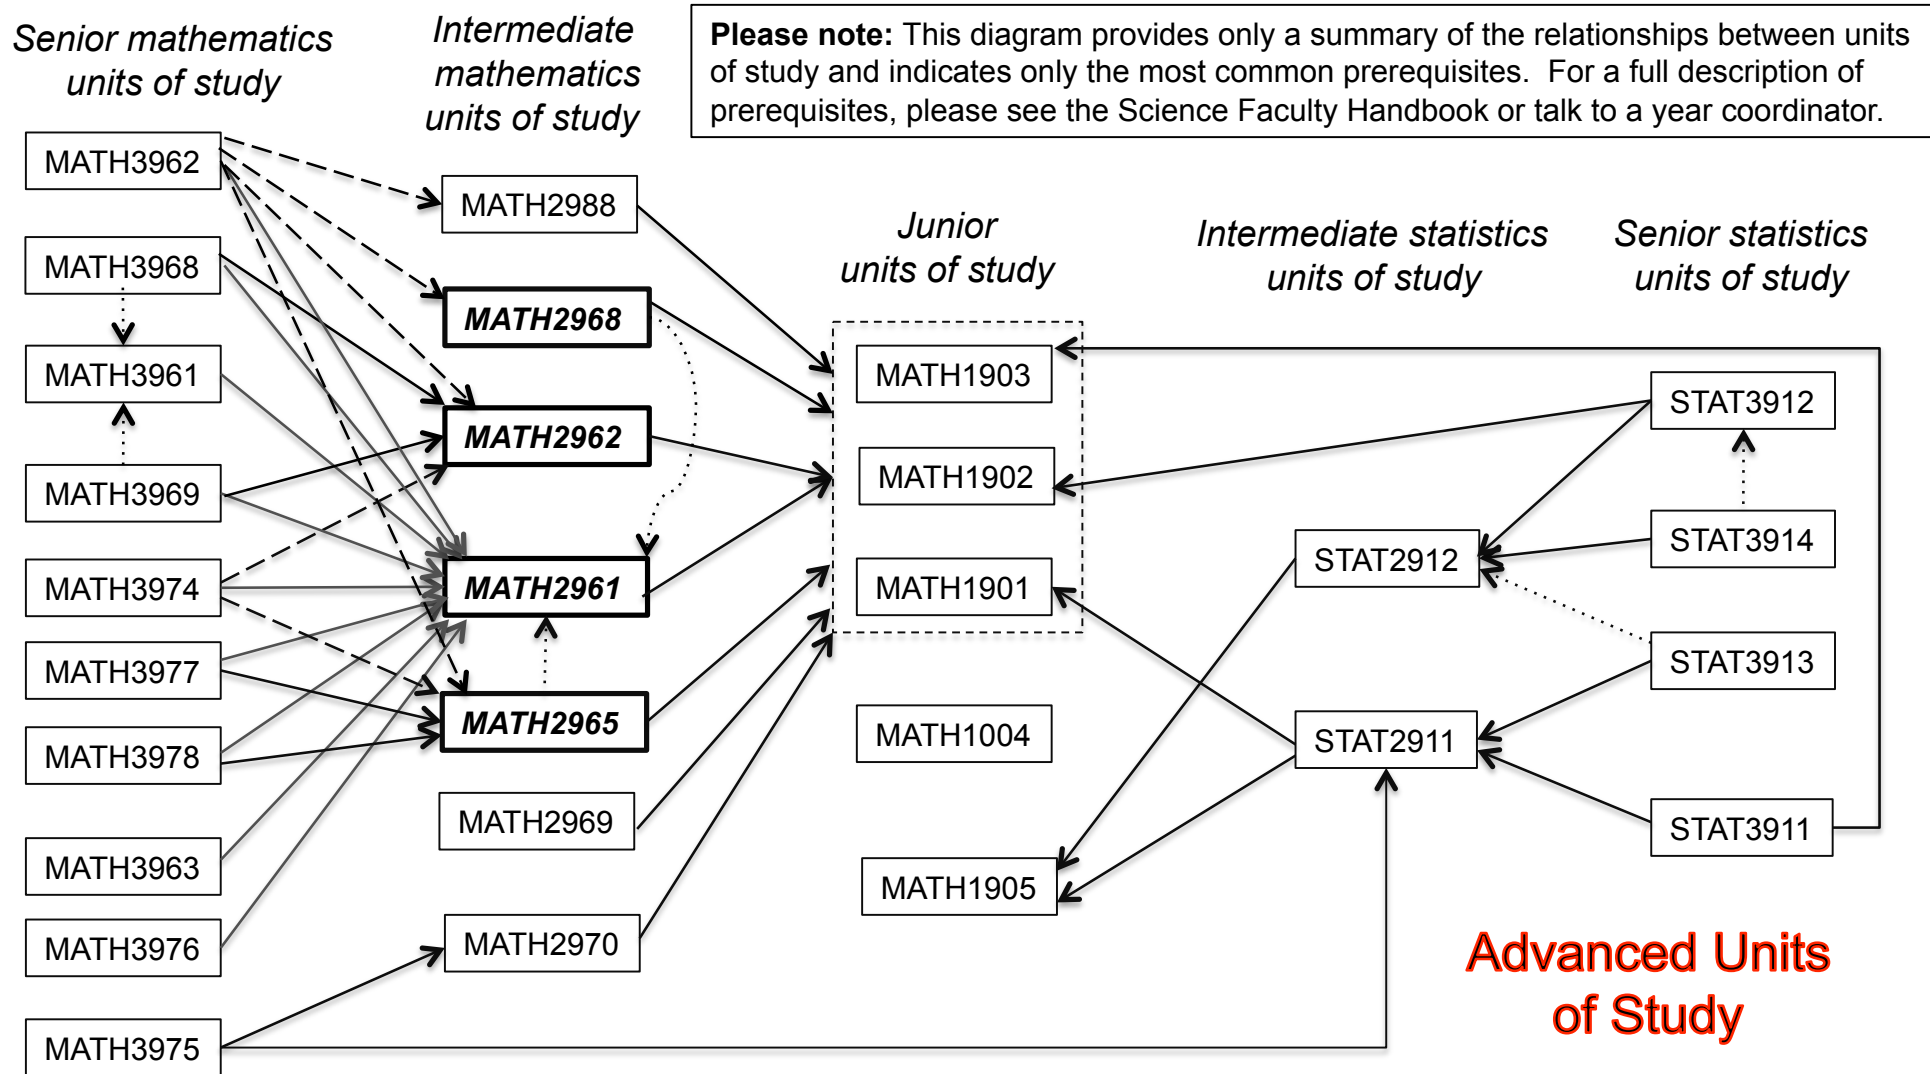 Senior mathematics
units of study
Intermediate
mathematics
units of study
Please note: This diagram provides only a summary of the relationships between units
of study and indicates only the most common prerequisites. For a full description of
prerequisites, please see the Science Faculty Handbook or talk to a year coordinator.
Junior
units of study
Intermediate statistics
units of study
Senior statistics
units of study
MATH3962
MATH3968
MATH3961
MATH3969
MATH3974
MATH3977
MATH3978
MATH3963
MATH3976
MATH3975
MATH2988
MATH2968
MATH2962
MATH2961
MATH2965
MATH2969
MATH2970
MATH1903
MATH1902
MATH1901
MATH1004
MATH1905
STAT2912
STAT2911
STAT3912
STAT3914
STAT3913
STAT3911
Advanced Units
of Study